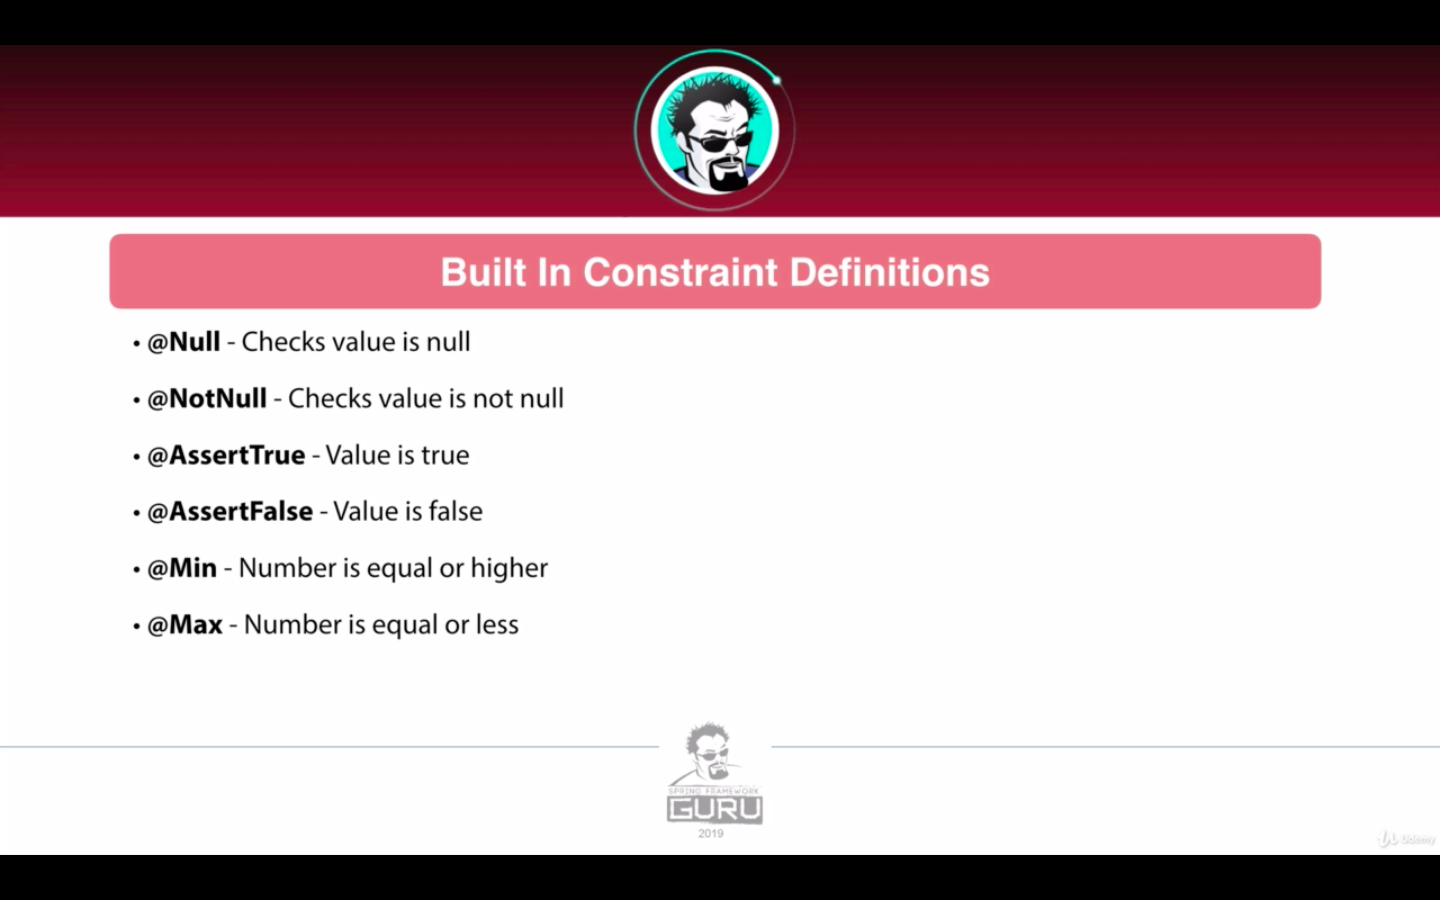 Built In Constraint Definitions
• @Null - Checks value is null
• @NotNull - Checks value is not null
• @AssertTrue - Value is true
• @AssertFalse - Value is false
• @Min - Number is equal or higher
• @Max - Number is equal or less
SPRING FRAMEWORK
GURU
2019
Udemy